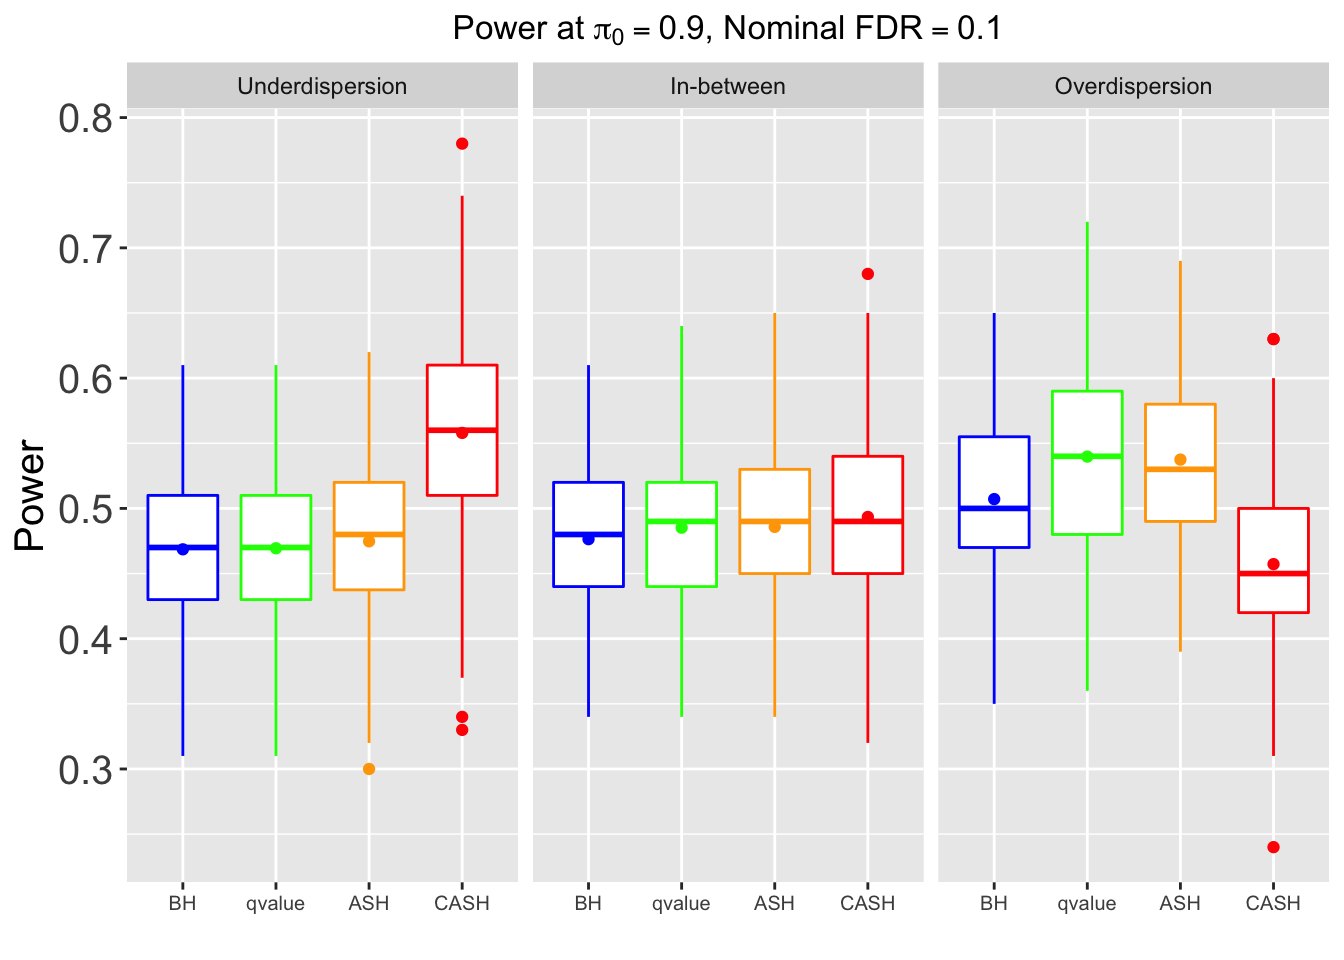 Power at π0 = 0.9, Nominal FDR = 0.1
Underdispersion In-between Overdispersion
0.8
0.7
0.6
0.5
0.4
0.3
Power
BH qvalue ASH CASH BH qvalue ASH CASH BH qvalue ASH CASH